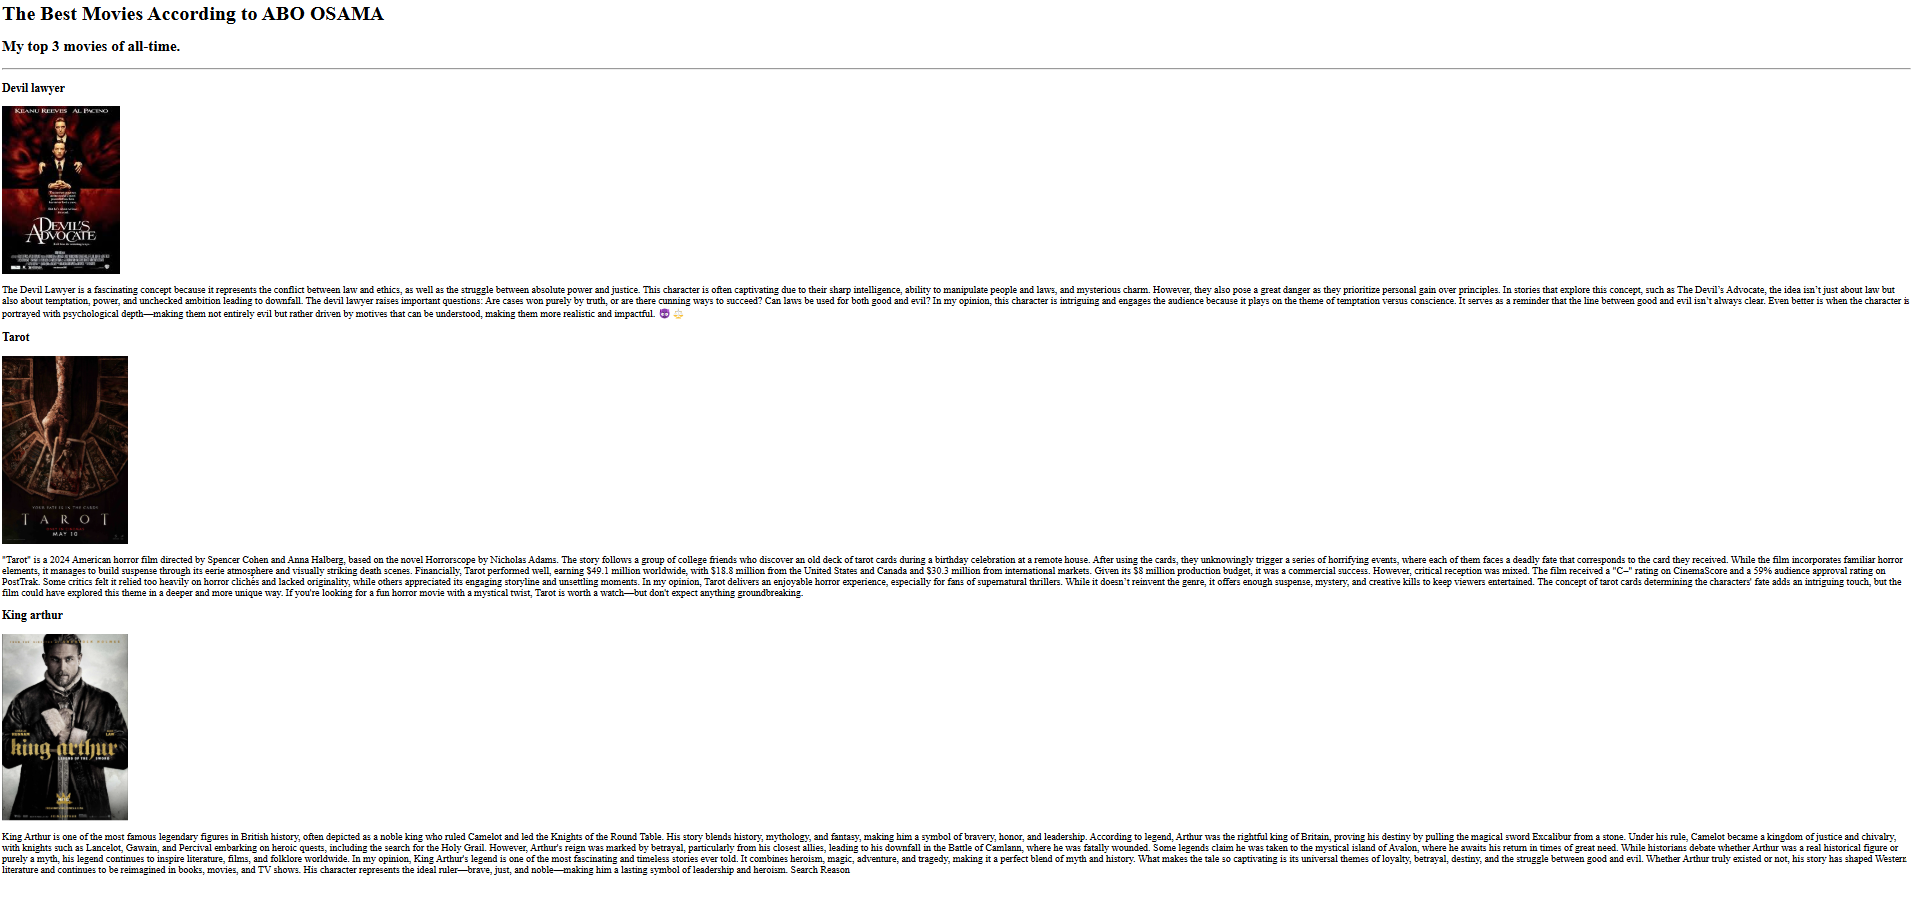 The Best Movies According to ABO OSAMA
My top 3 movies of all-time.
Devil lawyer
KEANU REEVES AL PACINO
DEVIL'S
ADVOCATE
The Devil Lawyer is a fascinating concept because it represents the conflict between law and ethics, as well as the struggle between absolute power and justice. This character is often captivating due to their sharp intelligence, ability to manipulate people and laws, and mysterious charm. However, they also pose a great danger as they prioritize personal gain over principles. In stories that explore this concept, such as The Devil’s Advocate, the idea isn’t just about law but
also about temptation, power, and unchecked ambition leading to downfall. The devil lawyer raises important questions: Are cases won purely by truth, or are there cunning ways to succeed? Can laws be used for both good and evil? In my opinion, this character is intriguing and engages the audience because it plays on the theme of temptation versus conscience. It serves as a reminder that the line between good and evil isn’t always clear. Even better is when the character is
portrayed with psychological depth—making them not entirely evil but rather driven by motives that can be understood, making them more realistic and impactful. 😈 ⚖️
Tarot
YOUR FATE IS IN THE CARDS
TAROT
MAY 10
"Tarot" is a 2024 American horror film directed by Spencer Cohen and Anna Halberg, based on the novel Horrorscope by Nicholas Adams. The story follows a group of college friends who discover an old deck of tarot cards during a birthday celebration at a remote house. After using the cards, they unknowingly trigger a series of horrifying events, where each of them faces a deadly fate that corresponds to the card they received. While the film incorporates familiar horror
elements, it manages to build suspense through its eerie atmosphere and visually striking death scenes. Financially, Tarot performed well, earning $49.1 million worldwide, with $18.8 million from the United States and Canada and $30.3 million from international markets. Given its $8 million production budget, it was a commercial success. However, critical reception was mixed. The film received a "C–" rating on CinemaScore and a 59% audience approval rating on
PostTrak. Some critics felt it relied too heavily on horror clichés and lacked originality, while others appreciated its engaging storyline and unsettling moments. In my opinion, Tarot delivers an enjoyable horror experience, especially for fans of supernatural thrillers. While it doesn’t reinvent the genre, it offers enough suspense, mystery, and creative kills to keep viewers entertained. The concept of tarot cards determining the characters' fate adds an intriguing touch, but the
film could have explored this theme in a deeper and more unique way. If you're looking for a fun horror movie with a mystical twist, Tarot is worth a watch—but don't expect anything groundbreaking.
King arthur
king arthur
LEGEND OF THE SWORD
King Arthur is one of the most famous legendary figures in British history, often depicted as a noble king who ruled Camelot and led the Knights of the Round Table. His story blends history, mythology, and fantasy, making him a symbol of bravery, honor, and leadership. According to legend, Arthur was the rightful king of Britain, proving his destiny by pulling the magical sword Excalibur from a stone. Under his rule, Camelot became a kingdom of justice and chivalry,
with knights such as Lancelot, Gawain, and Percival embarking on heroic quests, including the search for the Holy Grail. However, Arthur's reign was marked by betrayal, particularly from his closest allies, leading to his downfall in the Battle of Camlann, where he was fatally wounded. Some legends claim he was taken to the mystical island of Avalon, where he awaits his return in times of great need. While historians debate whether Arthur was a real historical figure or
purely a myth, his legend continues to inspire literature, films, and folklore worldwide. In my opinion, King Arthur's legend is one of the most fascinating and timeless stories ever told. It combines heroism, magic, adventure, and tragedy, making it a perfect blend of myth and history. What makes the tale so captivating is its universal themes of loyalty, betrayal, destiny, and the struggle between good and evil. Whether Arthur truly existed or not, his story has shaped Western
literature and continues to be reimagined in books, movies, and TV shows. His character represents the ideal ruler—brave, just, and noble—making him a lasting symbol of leadership and heroism. Search Reason